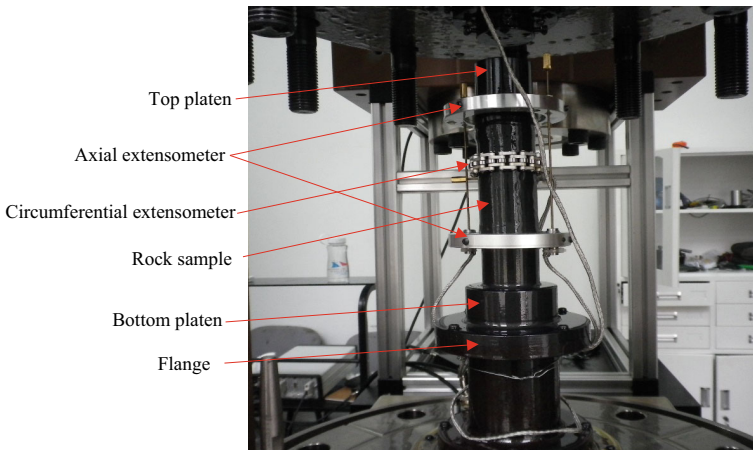 Top platen
Axial extensometer
Circumferential extensometer
Rock sample
Bottom platen
Flange